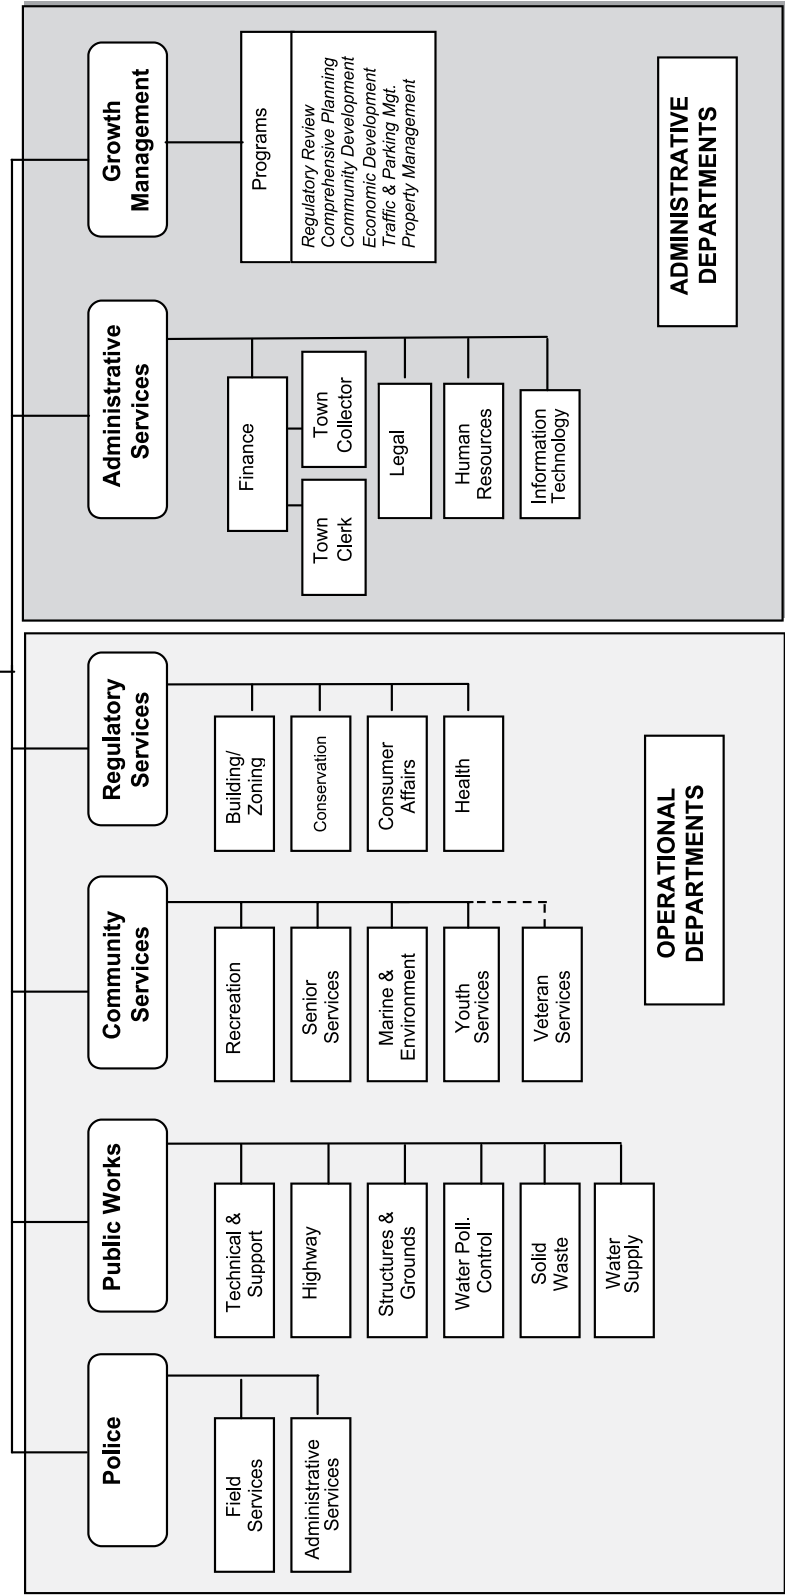 Police
Field
Services
Administrative
Services
Public Works
Technical &
Support
Highway
Structures &
Grounds
Water Poll.
Control
Solid
Waste
Water
Supply
Community
Services
Recreation
Senior
Services
Marine &
Environment
Youth
Services
Veteran
Services
Regulatory
Services
Building/
Zoning
Conservation
Consumer
Affairs
Health
OPERATIONAL
DEPARTMENTS
Administrative
Services
Finance
Town
Clerk
Town
Collector
Legal
Human
Resources
Information
Technology
Growth
Management
Programs
Regulatory Review
Comprehensive Planning
Community Development
Economic Development
Traffic & Parking Mgt.
Property Management
ADMINISTRATIVE
DEPARTMENTS